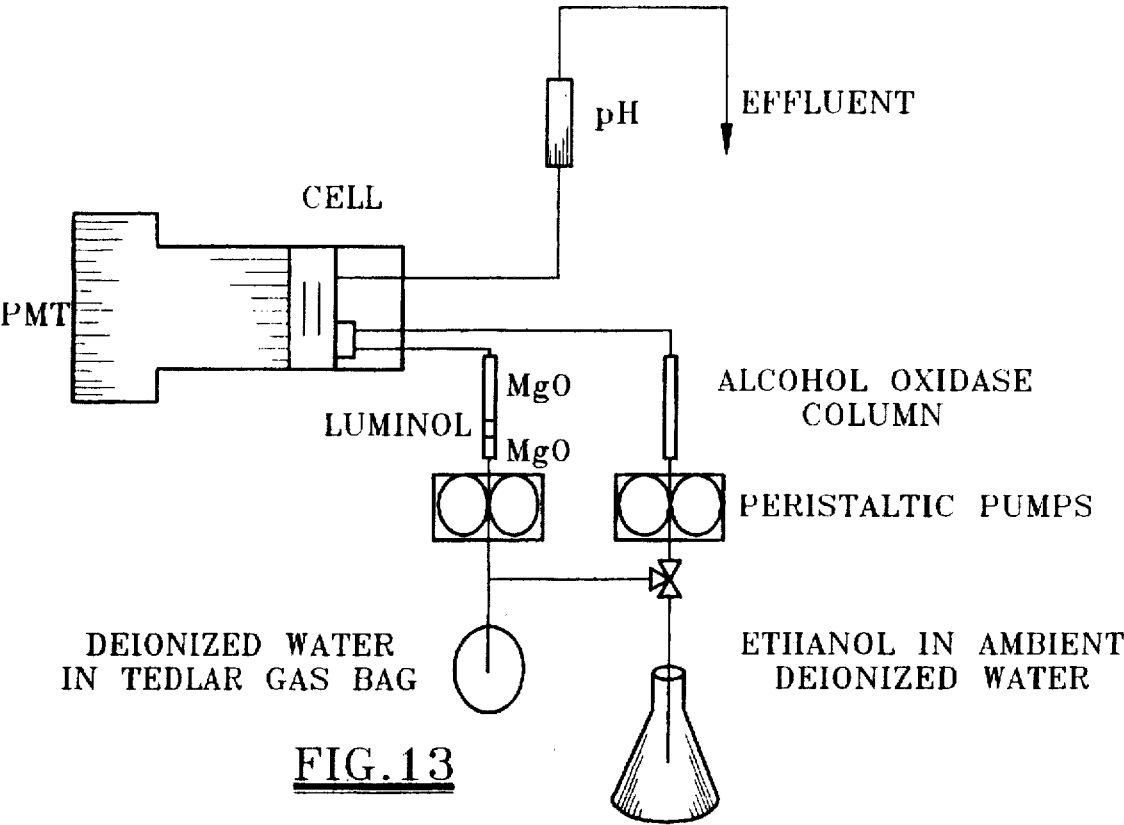 pH
EFFLUENT
CELL
PMT
MgO
LUMINOL
MgO
ALCOHOL OXIDASE
COLUMN
PERISTALTIC PUMPS
DEIONIZED WATER
IN TEDLAR GAS BAG
ETHANOL IN AMBIENT
DEIONIZED WATER
FIG.13